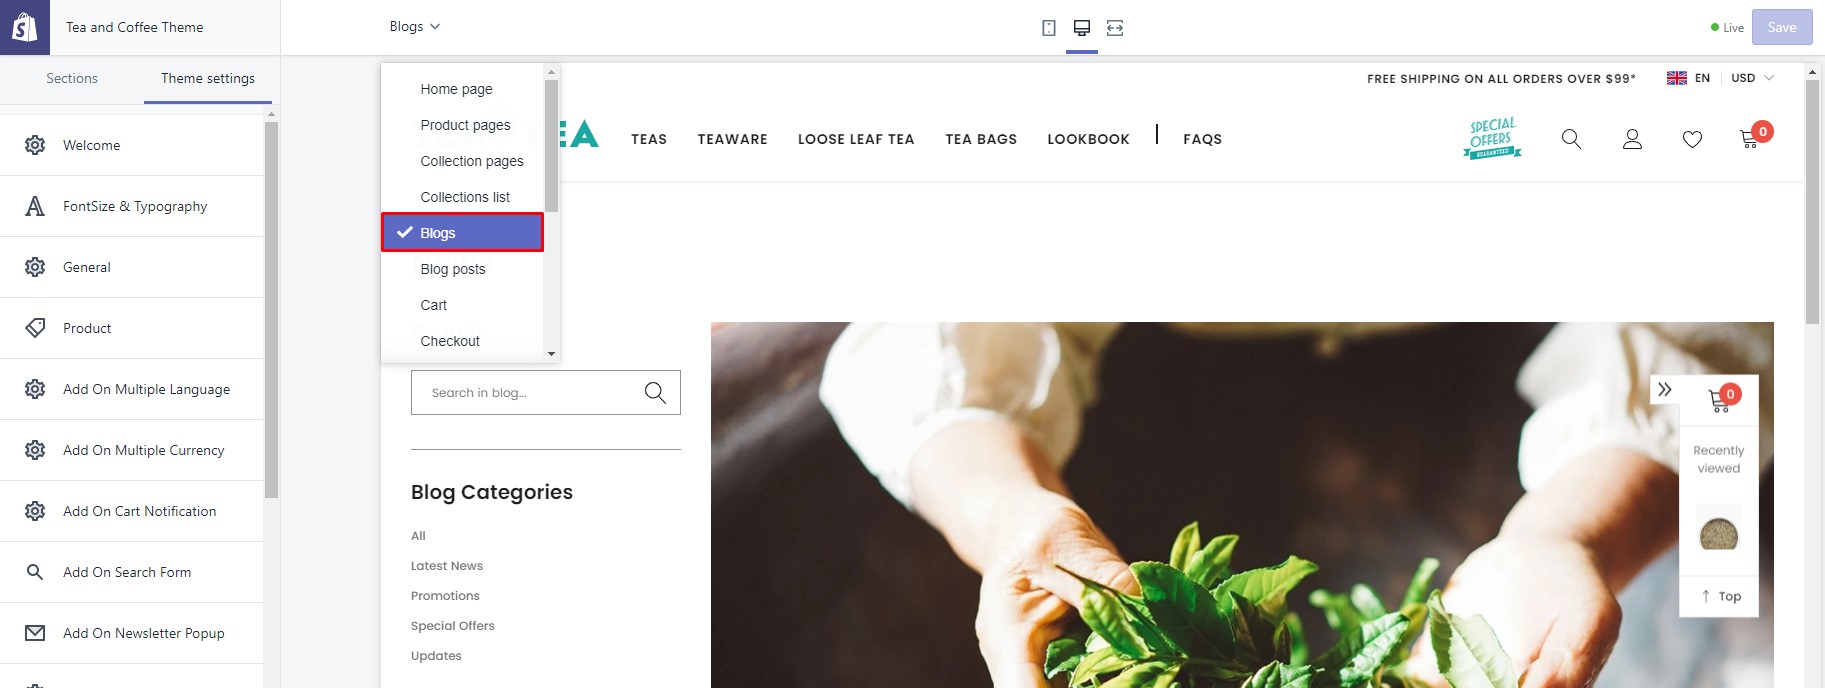 Tea and Coffee Theme
Blogs
Live
Save
Sections
Theme settings
Welcome
FontSize & Typography
General
Product
Add On Multiple Language
Add On Multiple Currency
Add On Cart Notification
Add On Search Form
Add On Newsletter Popup
Home page
Product pages
Collection pages
Collections list
Blogs
Blog posts
Cart
Checkout
FREE SHIPPING ON ALL ORDERS OVER $99*
EN
USD
TEAS
TEAWARE
LOOSE LEAF TEA
TEA BAGS
LOOKBOOK
FAQS
SPECIAL
OFFERS
GUARANTEED
0
Search in blog...
Blog Categories
All
Latest News
Promotions
Special Offers
Updates
0
Recently
viewed
Top